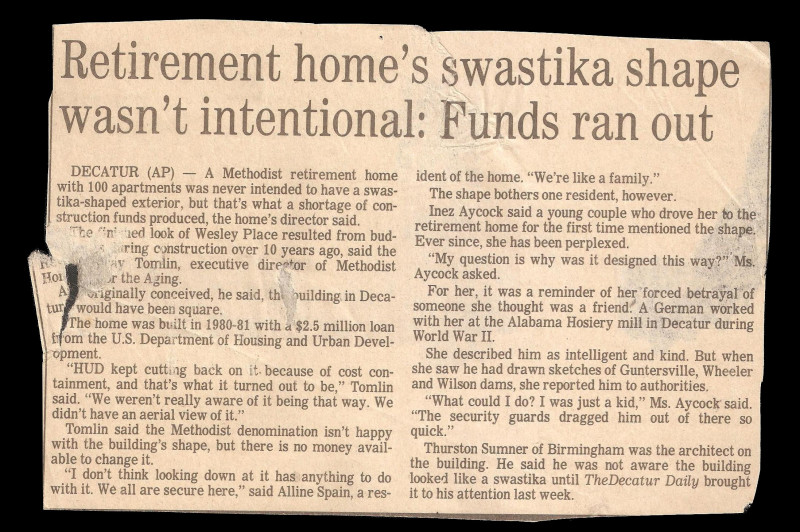 Retirement home's swastika shape
wasn't intentional: Funds ran out
DECATUR (AP) — A Methodist retirement home
with 100 apartments was never intended to have a swas-
tika-shaped exterior, but that's what a shortage of con-
struction funds produced, the home's director said.
The finished look of Wesley Place resulted from bud-
during construction over 10 years ago, said the
Tomlin, executive director of Methodist
for the Aging.
originally conceived, he said, the building in Deca-
tur would have been square.
The home was built in 1980-81 with a $2.5 million loan
from the U.S. Department of Housing and Urban Devel-
opment.
"HUD kept cutting back on it because of cost con-
tainment, and that's what it turned out to be," Tomlin
said. "We weren't really aware of it being that way. We
didn't have an aerial view of it."
Tomlin said the Methodist denomination isn't happy
with the building's shape, but there is no money avail-
able to change it.
"I don't think looking down at it has anything to do
with it. We all are secure here," said Alline Spain, a res-
ident of the home. "We're like a family."
The shape bothers one resident, however.
Inez Aycock said a young couple who drove her to the
retirement home for the first time mentioned the shape.
Ever since, she has been perplexed.
"My question is why was it designed this way?" Ms.
Aycock asked.
For her, it was a reminder of her forced betrayal of
someone she thought was a friend. A German worked
with her at the Alabama Hosiery mill in Decatur during
World War II.
She described him as intelligent and kind. But when
she saw he had drawn sketches of Guntersville, Wheeler
and Wilson dams, she reported him to authorities.
"What could I do? I was just a kid," Ms. Aycock said.
"The security guards dragged him out of there so
quick."
Thurston Sumner of Birmingham was the architect on
the building. He said he was not aware the building
looked like a swastika until TheDecatur Daily brought
it to his attention last week.